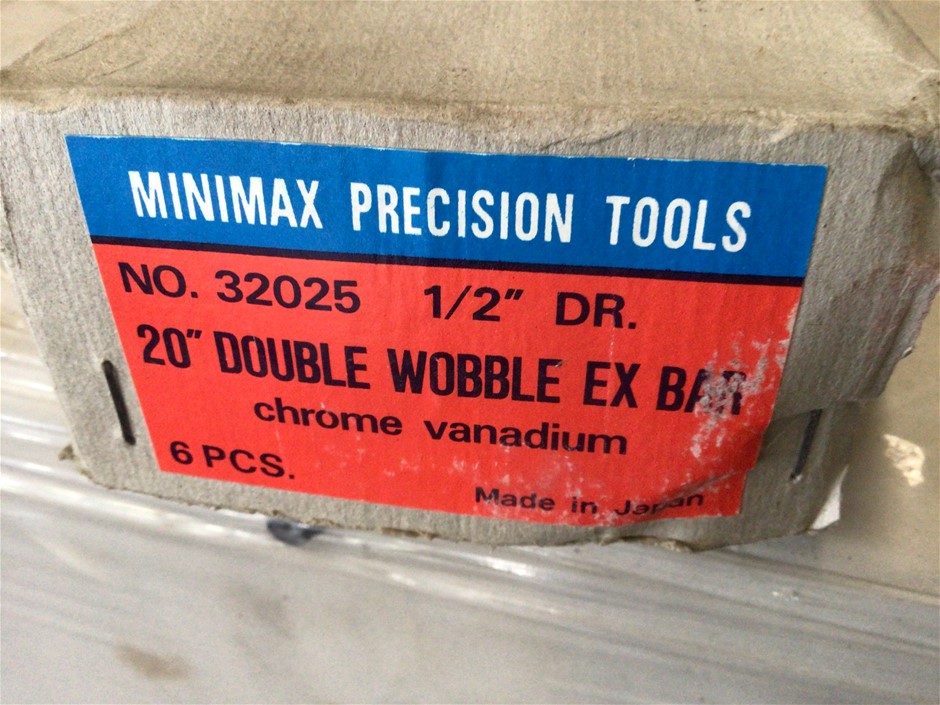 MINIMAX PRECISION TOOLS
NO. 32025 1/2" DR.
20" DOUBLE WOBBLE EX BAR
chrome vanadium
6 PCS.
Made in Japan